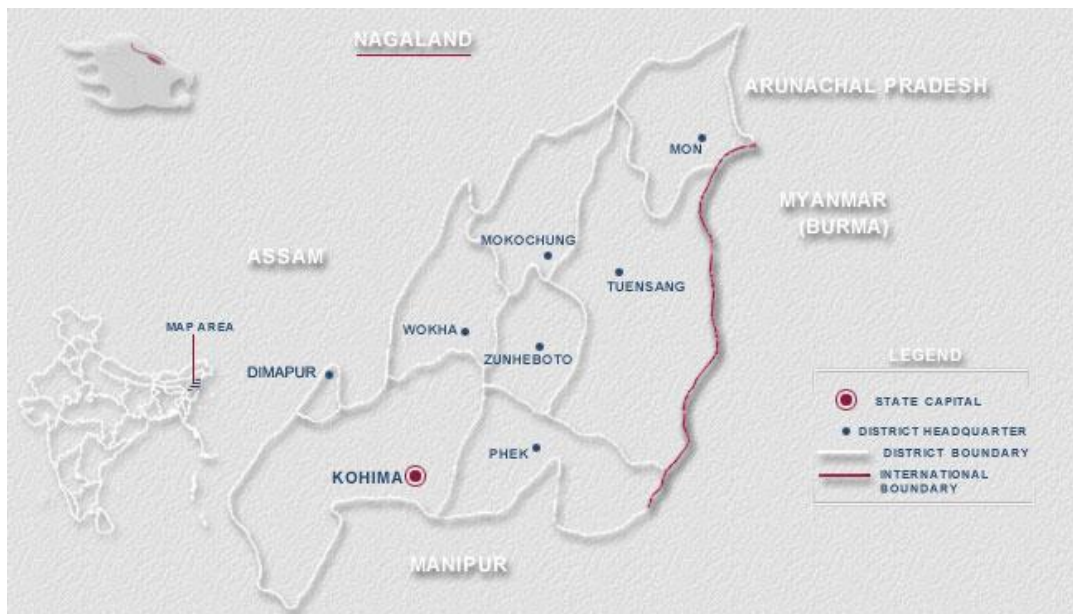 NAGALAND
ARUNACHAL PRADESH
MON
MYANMAR
(BURMA)
MOKOCHUNG
ASSAM
TUENSANG
MAP AREA
WOKHA
ZUNHEBOTO
DIMAPUR
LEGEND
STATE CAPITAL
DISTRICT HEADQUARTER
DISTRICT BOUNDARY
INTERNATIONAL
BOUNDARY
PHEK
KOHIMA
MANIPUR